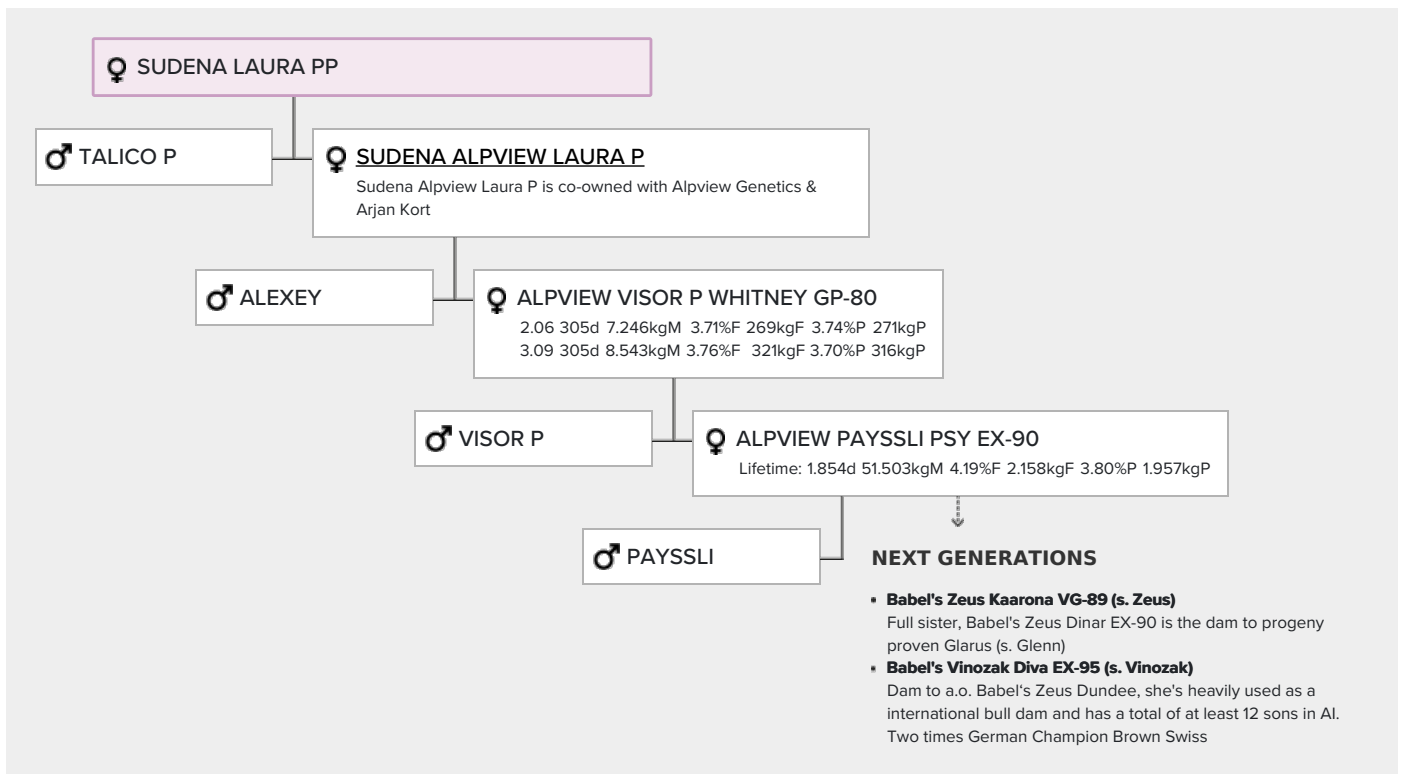 SUDENA LAURA PP
TALICO P
SUDENA ALPVIEW LAURA P
Sudena Alpview Laura P is co-owned with Alpview Genetics &
Arjan Kort
ALEXEY
ALPVIEW VISOR P WHITNEY GP-80
2.06 305d 7.246kgM 3.71%F 269kgF 3.74%P 271kgP
3.09 305d 8.543kgM 3.76%F 321kgF 3.70%P 316kgP
VISOR P
ALPVIEW PAYSSLI PSY EX-90
Lifetime: 1.854d 51.503kgM 4.19%F 2.158kgF 3.80%P 1.957kgP
PAYSSLI
NEXT GENERATIONS
• Babel's Zeus Kaarona VG-89 (s. Zeus)
Full sister, Babel's Zeus Dinar EX-90 is the dam to progeny
proven Glarus (s. Glenn)
• Babel's Vinozak Diva EX-95 (s. Vinozak)
Dam to a.o. Babel‘s Zeus Dundee, she's heavily used as a
international bull dam and has a total of at least 12 sons in AI.
Two times German Champion Brown Swiss